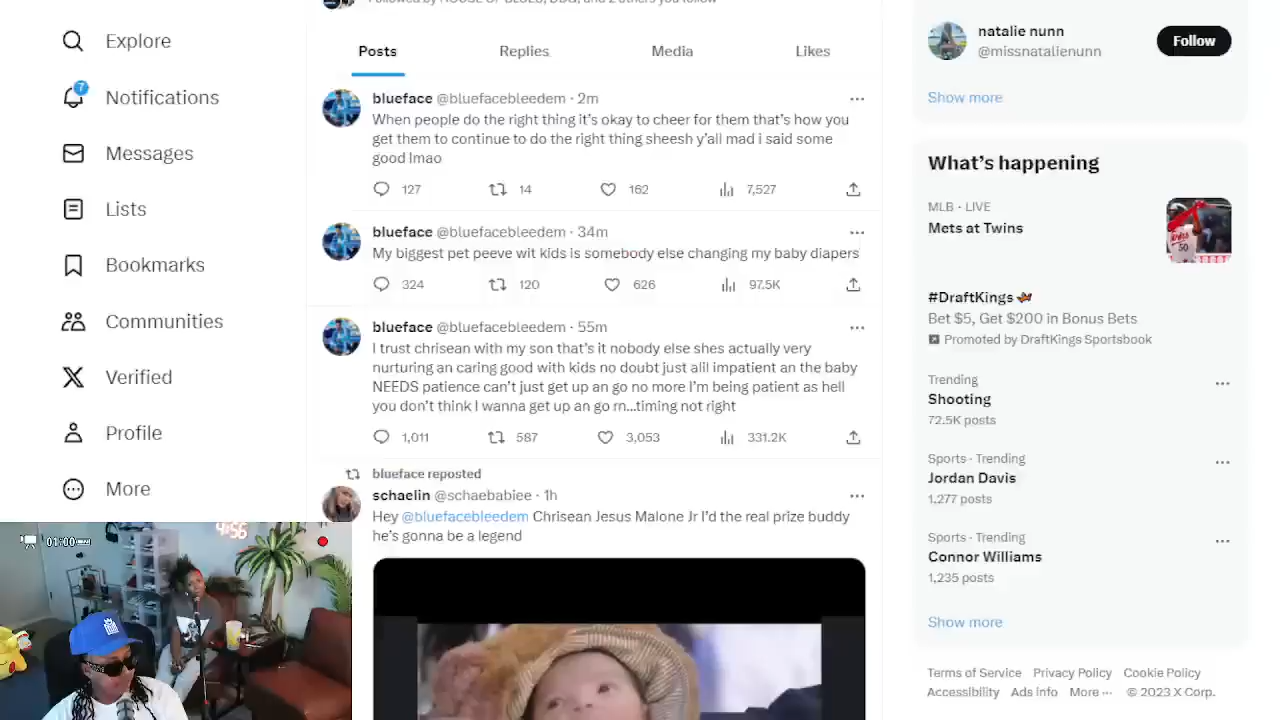 Explore
Notifications
7
Messages
Lists
Bookmarks
Communities
Verified
Profile
More
Posts
Replies
Media
Likes
blueface @bluefacebleedem · 2m
When people do the right thing it's okay to cheer for them that's how you
get them to continue to do the right thing sheesh y'all mad i said some
good lmao
127 14 162 7,527
blueface @bluefacebleedem · 34m
My biggest pet peeve wit kids is somebody else changing my baby diapers
324 120 626 97.5K
blueface @bluefacebleedem · 55m
I trust chrisean with my son that's it nobody else shes actually very
nurturing an caring good with kids no doubt just alil impatient an the baby
NEEDS patience can't just get up an go no more I'm being patient as hell
you don't think I wanna get up an go rn...timing not right
1,011 587 3,053 331.2K
blueface reposted
schaelin @schaebabiee · 1h
Hey @bluefacebleedem Chrisean Jesus Malone Jr I'd the real prize buddy
he's gonna be a legend
natalie nunn
@missnatalienunn
Follow
Show more
What's happening
MLB · LIVE
Mets at Twins
50
#DraftKings
Bet $5, Get $200 in Bonus Bets
Promoted by DraftKings Sportsbook
Trending
Shooting
72.5K posts
Sports · Trending
Jordan Davis
1,277 posts
Sports · Trending
Connor Williams
1,235 posts
Show more
Terms of Service Privacy Policy Cookie Policy
Accessibility Ads info More ··· © 2023 X Corp.
01:00
4:56